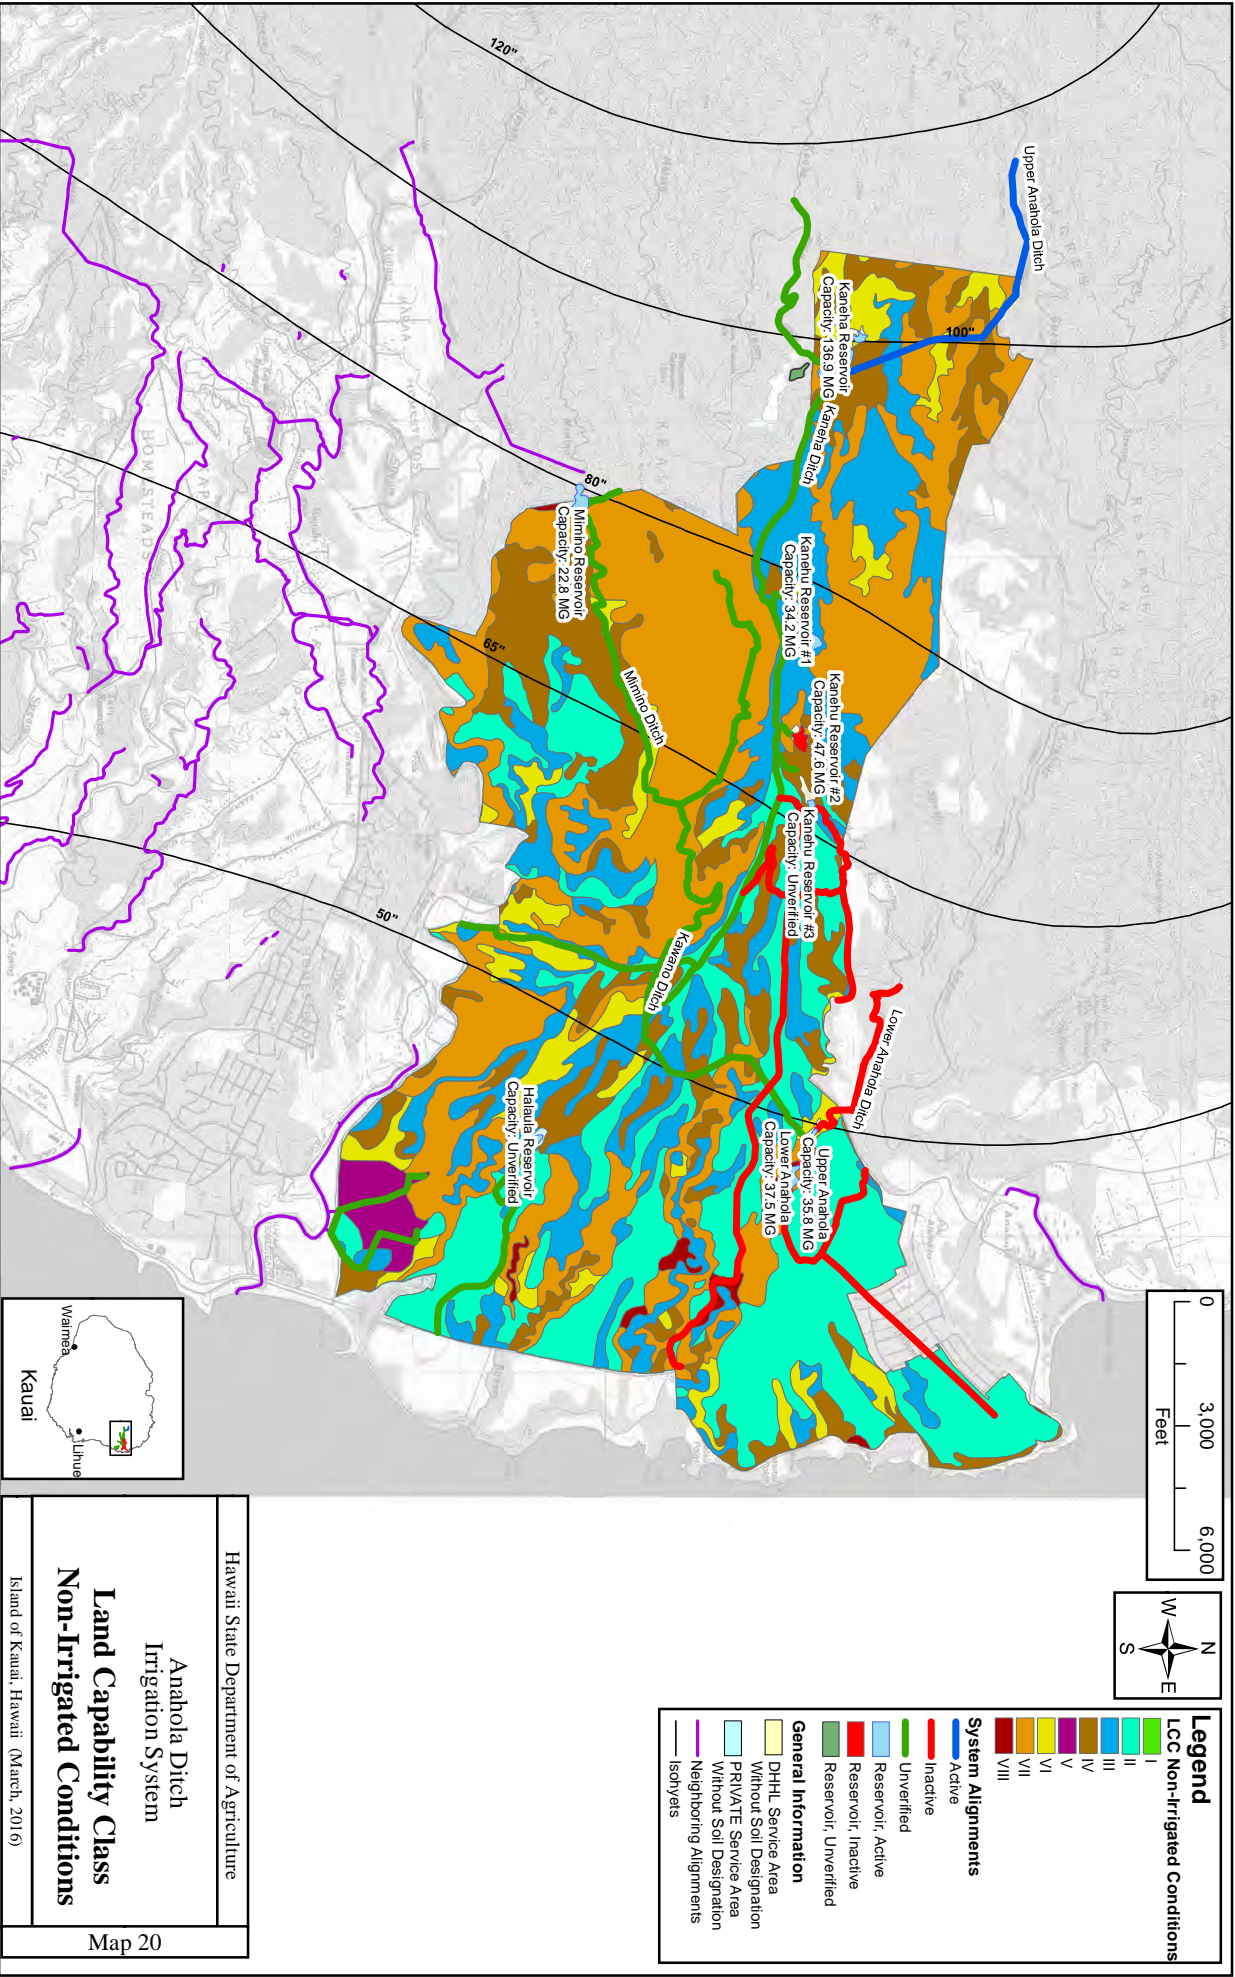 120"
100"
80"
65"
50"
Upper Anahola Ditch
Kaneha Reservoir
Capacity: 136.9 MG
Kaneha Ditch
Kanehu Reservoir #1
Capacity: 34.2 MG
Kanehu Reservoir #2
Capacity: 47.6 MG
Kanehu Reservoir #3
Capacity: Unverified
Mimino Reservoir
Capacity: 22.8 MG
Mimino Ditch
Kawano Ditch
Lower Anahola Ditch
Upper Anahola
Capacity: 35.8 MG
Lower Anahola
Capacity: 37.5 MG
Halaula Reservoir
Capacity: Unverified
HOMESTEADS
0 3,000 6,000
Feet
N
W E
S
Legend
LCC Non-Irrigated Conditions
I
II
III
IV
V
VI
VII
VIII
System Alignments
Active
Inactive
Unverified
Reservoir, Active
Reservoir, Inactive
Reservoir, Unverified
General Information
DHHL Service Area
Without Soil Designation
PRIVATE Service Area
Without Soil Designation
Neighboring Alignments
Isohyets
Waimea
Lihue
Kauai
Hawaii State Department of Agriculture
Anahola Ditch
Irrigation System
Land Capability Class
Non-Irrigated Conditions
Island of Kauai, Hawaii (March, 2016)
Map 20